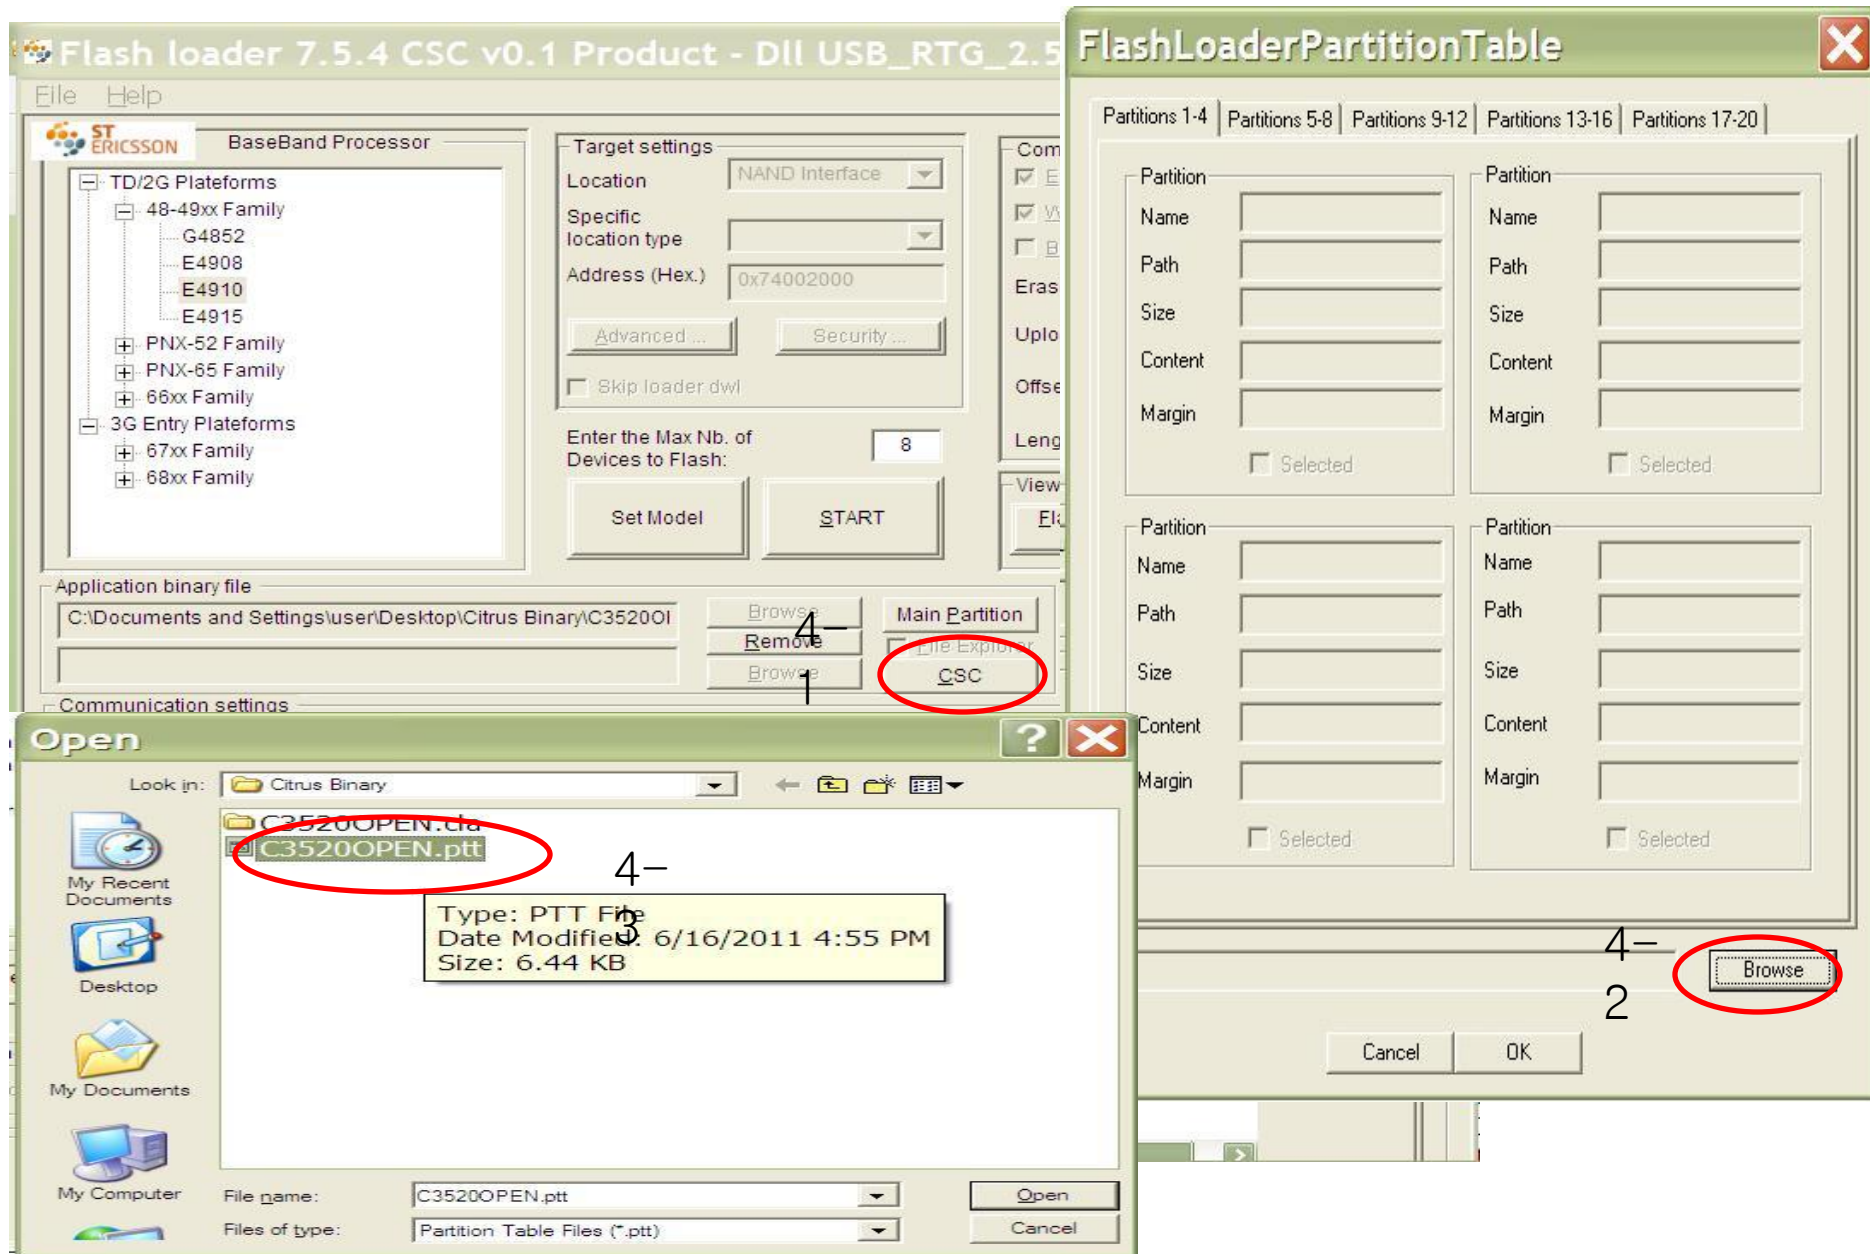 Flash loader 7.5.4 CSC v0.1 Product - Dll USB_RTG_2.5
File Help
ST
ERICSSON
BaseBand Processor
TD/2G Plateforms
48-49xx Family
G4852
E4908
E4910
E4915
PNX-52 Family
PNX-65 Family
66xx Family
3G Entry Plateforms
67xx Family
68xx Family
Target settings
Location
NAND Interface
Specific
location type
Address (Hex.)
0x74002000
Advanced ...
Security ...
Skip loader dwl
Enter the Max Nb. of
Devices to Flash:
8
Set Model
START
Com
E
W
B
Eras
Uplo
Offse
Leng
View
Fla
Application binary file
C:\Documents and Settings\user\Desktop\Citrus Binary\C3520OI
Browse
Remove
Browse
Main Partition
File Explorer
CSC
4-
1
Communication settings
FlashLoaderPartitionTable
Partitions 1-4
Partitions 5-8
Partitions 9-12
Partitions 13-16
Partitions 17-20
Partition
Name
Path
Size
Content
Margin
Selected
Partition
Name
Path
Size
Content
Margin
Selected
Partition
Name
Path
Size
Content
Margin
Selected
Partition
Name
Path
Size
Content
Margin
Selected
4-
2
Browse
Cancel
OK
Open
Look in:
Citrus Binary
C3520OPEN.cla
C3520OPEN.ptt
4-
3
Type: PTT File
Date Modified: 6/16/2011 4:55 PM
Size: 6.44 KB
My Recent
Documents
Desktop
My Documents
My Computer
File name:
C3520OPEN.ptt
Open
Files of type:
Partition Table Files (*.ptt)
Cancel